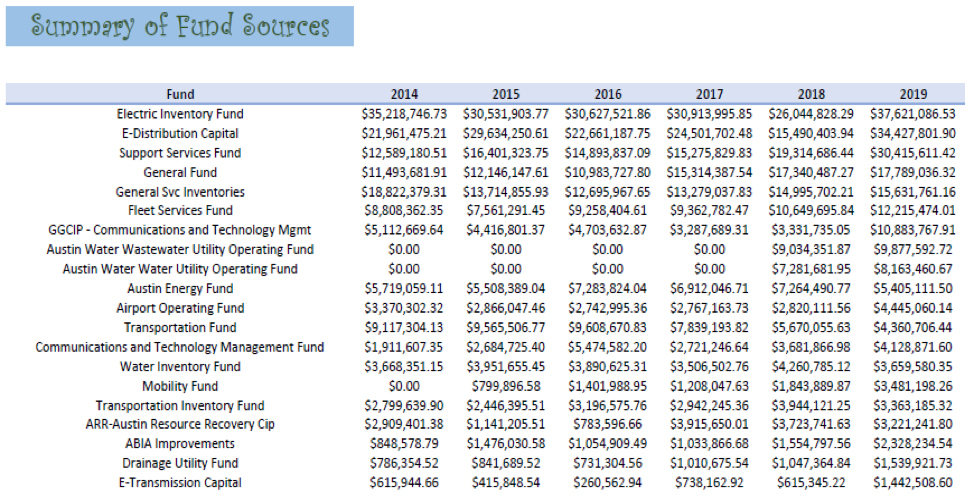 Summary of Fund Sources
Fund 2014 2015 2016 2017 2018 2019
Electric Inventory Fund $35,218,746.73 $30,531,903.77 $30,627,521.86 $30,913,995.85 $26,044,828.29 $37,621,086.53
E-Distribution Capital $21,961,475.21 $29,634,250.61 $22,661,187.75 $24,501,702.48 $15,490,403.94 $34,427,801.90
Support Services Fund $12,589,180.51 $16,401,323.75 $14,893,837.09 $15,275,829.83 $19,314,686.44 $30,415,611.42
General Fund $11,493,681.91 $12,146,147.61 $10,983,727.80 $15,314,387.54 $17,340,487.27 $17,789,036.32
General Svc Inventories $18,822,379.31 $13,714,855.93 $12,695,967.65 $13,279,037.83 $14,995,702.21 $15,631,761.16
Fleet Services Fund $8,808,362.35 $7,561,291.45 $9,258,404.61 $9,362,782.47 $10,649,695.84 $12,215,474.01
GGCIP - Communications and Technology Mgmt $5,112,669.64 $4,416,801.37 $4,703,632.87 $3,287,689.31 $3,331,735.05 $10,883,767.91
Austin Water Wastewater Utility Operating Fund $0.00 $0.00 $0.00 $0.00 $9,034,351.87 $9,877,592.72
Austin Water Water Utility Operating Fund $0.00 $0.00 $0.00 $0.00 $7,281,681.95 $8,163,460.67
Austin Energy Fund $5,719,059.11 $5,508,389.04 $7,283,824.04 $6,912,046.71 $7,264,490.77 $5,405,111.50
Airport Operating Fund $3,370,302.32 $2,866,047.46 $2,742,995.36 $2,767,163.73 $2,820,111.56 $4,445,060.14
Transportation Fund $9,117,304.13 $9,565,506.77 $9,608,670.83 $7,839,193.82 $5,670,055.63 $4,360,706.44
Communications and Technology Management Fund $1,911,607.35 $2,684,725.40 $5,474,582.20 $2,721,246.64 $3,681,866.98 $4,128,871.60
Water Inventory Fund $3,668,351.15 $3,951,655.45 $3,890,625.31 $3,506,502.76 $4,260,785.12 $3,659,580.35
Mobility Fund $0.00 $799,896.58 $1,401,988.95 $1,208,047.63 $1,843,889.87 $3,481,198.26
Transportation Inventory Fund $2,799,639.90 $2,446,395.51 $3,196,575.76 $2,942,245.36 $3,944,121.25 $3,363,185.32
ARR-Austin Resource Recovery Cip $2,909,401.38 $1,141,205.51 $783,596.66 $3,915,650.01 $3,723,741.63 $3,221,241.80
ABIA Improvements $848,578.79 $1,476,030.58 $1,054,909.49 $1,033,866.68 $1,554,797.56 $2,328,234.54
Drainage Utility Fund $786,354.52 $841,689.52 $731,304.56 $1,010,675.54 $1,047,364.84 $1,539,921.73
E-Transmission Capital $615,944.66 $415,848.54 $260,562.94 $738,162.92 $615,345.22 $1,442,508.60